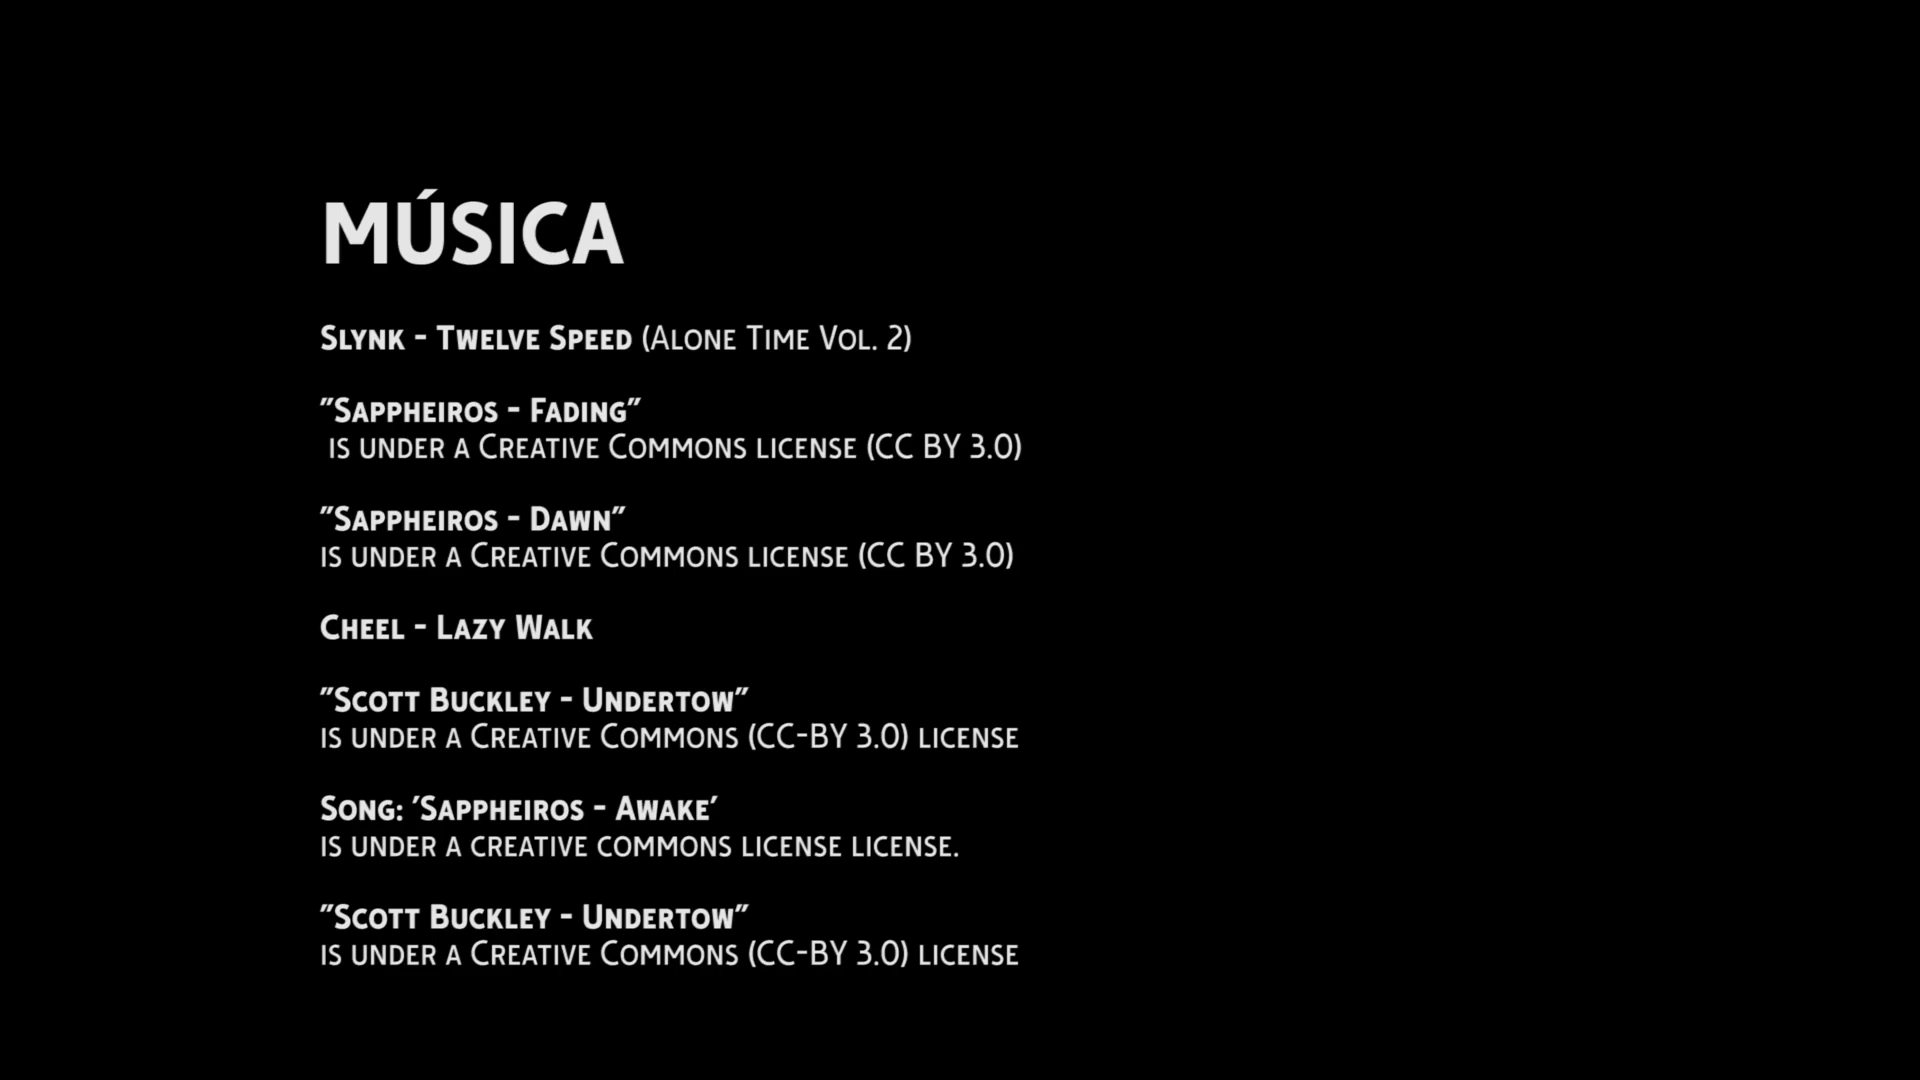 MÚSICA
Slynk - Twelve Speed (Alone Time Vol. 2)
"Sappheiros - Fading"
is under a Creative Commons license (CC BY 3.0)
"Sappheiros - Dawn"
is under a Creative Commons license (CC BY 3.0)
Cheel - Lazy Walk
"Scott Buckley - Undertow"
is under a Creative Commons (CC-BY 3.0) license
Song: 'Sappheiros - Awake'
is under a creative commons license license.
"Scott Buckley - Undertow"
is under a Creative Commons (CC-BY 3.0) license